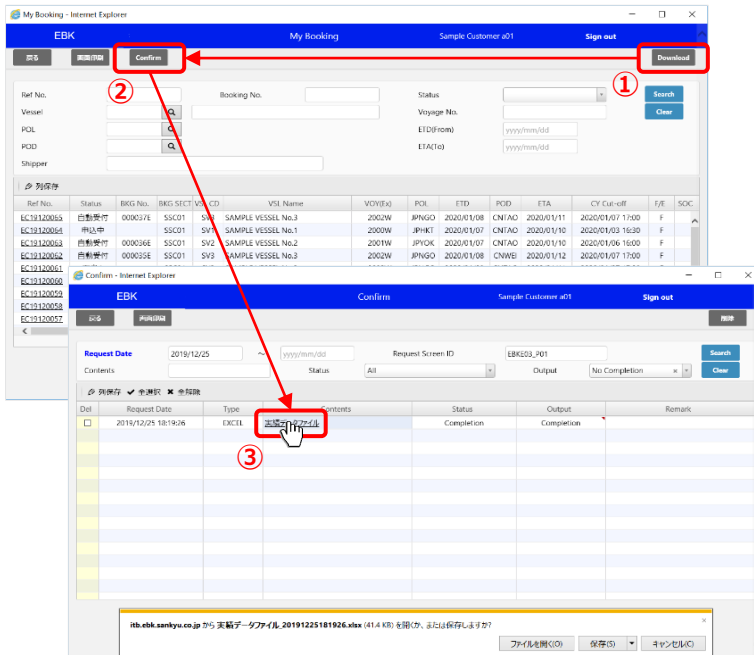 My Booking - Internet Explorer
EBK My Booking Sample Customer a01 Sign out
戻る 画面印刷 Confirm Download
② ①
Ref No. Booking No. Status Search
Vessel Voyage No. Clear
POL ETD(From) yyyy/mm/dd
POD ETA(To) yyyy/mm/dd
Shipper
列保存
Ref No. Status BKG No. BKG SECT VSL CD VSL Name VOY(Ex) POL ETD POD ETA CY Cut-off F/E SOC
EC19120065 自動受付 000037E SSC01 SV3 SAMPLE VESSEL No.3 2002W JPNGO 2020/01/08 CNTAO 2020/01/11 2020/01/07 17:00 F
EC19120064 申込中 SSC01 SV1 SAMPLE VESSEL No.1 2000W JPHKT 2020/01/07 CNTAO 2020/01/10 2020/01/03 16:30 F
EC19120063 自動受付 000036E SSC01 SV2 SAMPLE VESSEL No.2 2001W JPYOK 2020/01/07 CNTAO 2020/01/10 2020/01/06 16:00 F
EC19120062 自動受付 000035E SSC01 SV3 SAMPLE VESSEL No.3 2002W JPNGO 2020/01/08 CNWEI 2020/01/12 2020/01/07 17:00 F
EC19120061
EC19120060
EC19120059
EC19120058
EC19120057
Confirm - Internet Explorer
EBK Confirm Sample Customer a01 Sign out
戻る 画面印刷 削除
Request Date 2019/12/25 ～ yyyy/mm/dd Request Screen ID EBKE03_P01 Search
Contents Status All Output No Completion Clear
列保存 全選択 全解除
Del Request Date Type Contents Status Output Remark
2019/12/25 18:19:26 EXCEL 実績データファイル Completion Completion
③
itb.ebk.sankyu.co.jp から 実績データファイル_20191225181926.xlsx (41.4 KB) を開くか、または保存しますか?
ファイルを開く(O) 保存(S) キャンセル(C)